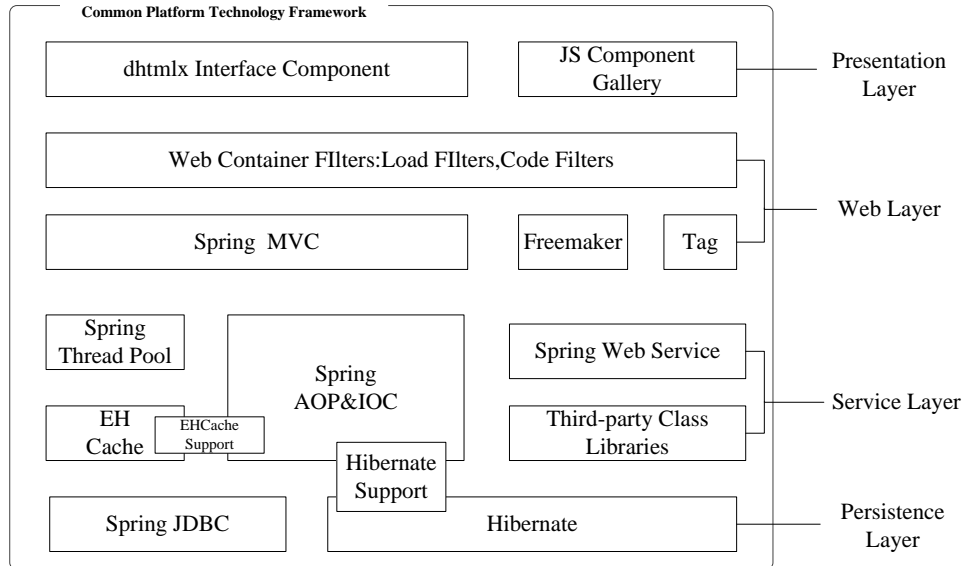 Common Platform Technology Framework
dhtmlx Interface Component
JS Component
Gallery
Presentation
Layer
Web Container FIlters:Load FIlters,Code Filters
Web Layer
Spring MVC
Freemaker
Tag
Spring
Thread Pool
Spring
AOP&IOC
Spring Web Service
EH
Cache
EHCache
Support
Third-party Class
Libraries
Service Layer
Hibernate
Support
Spring JDBC
Hibernate
Persistence
Layer